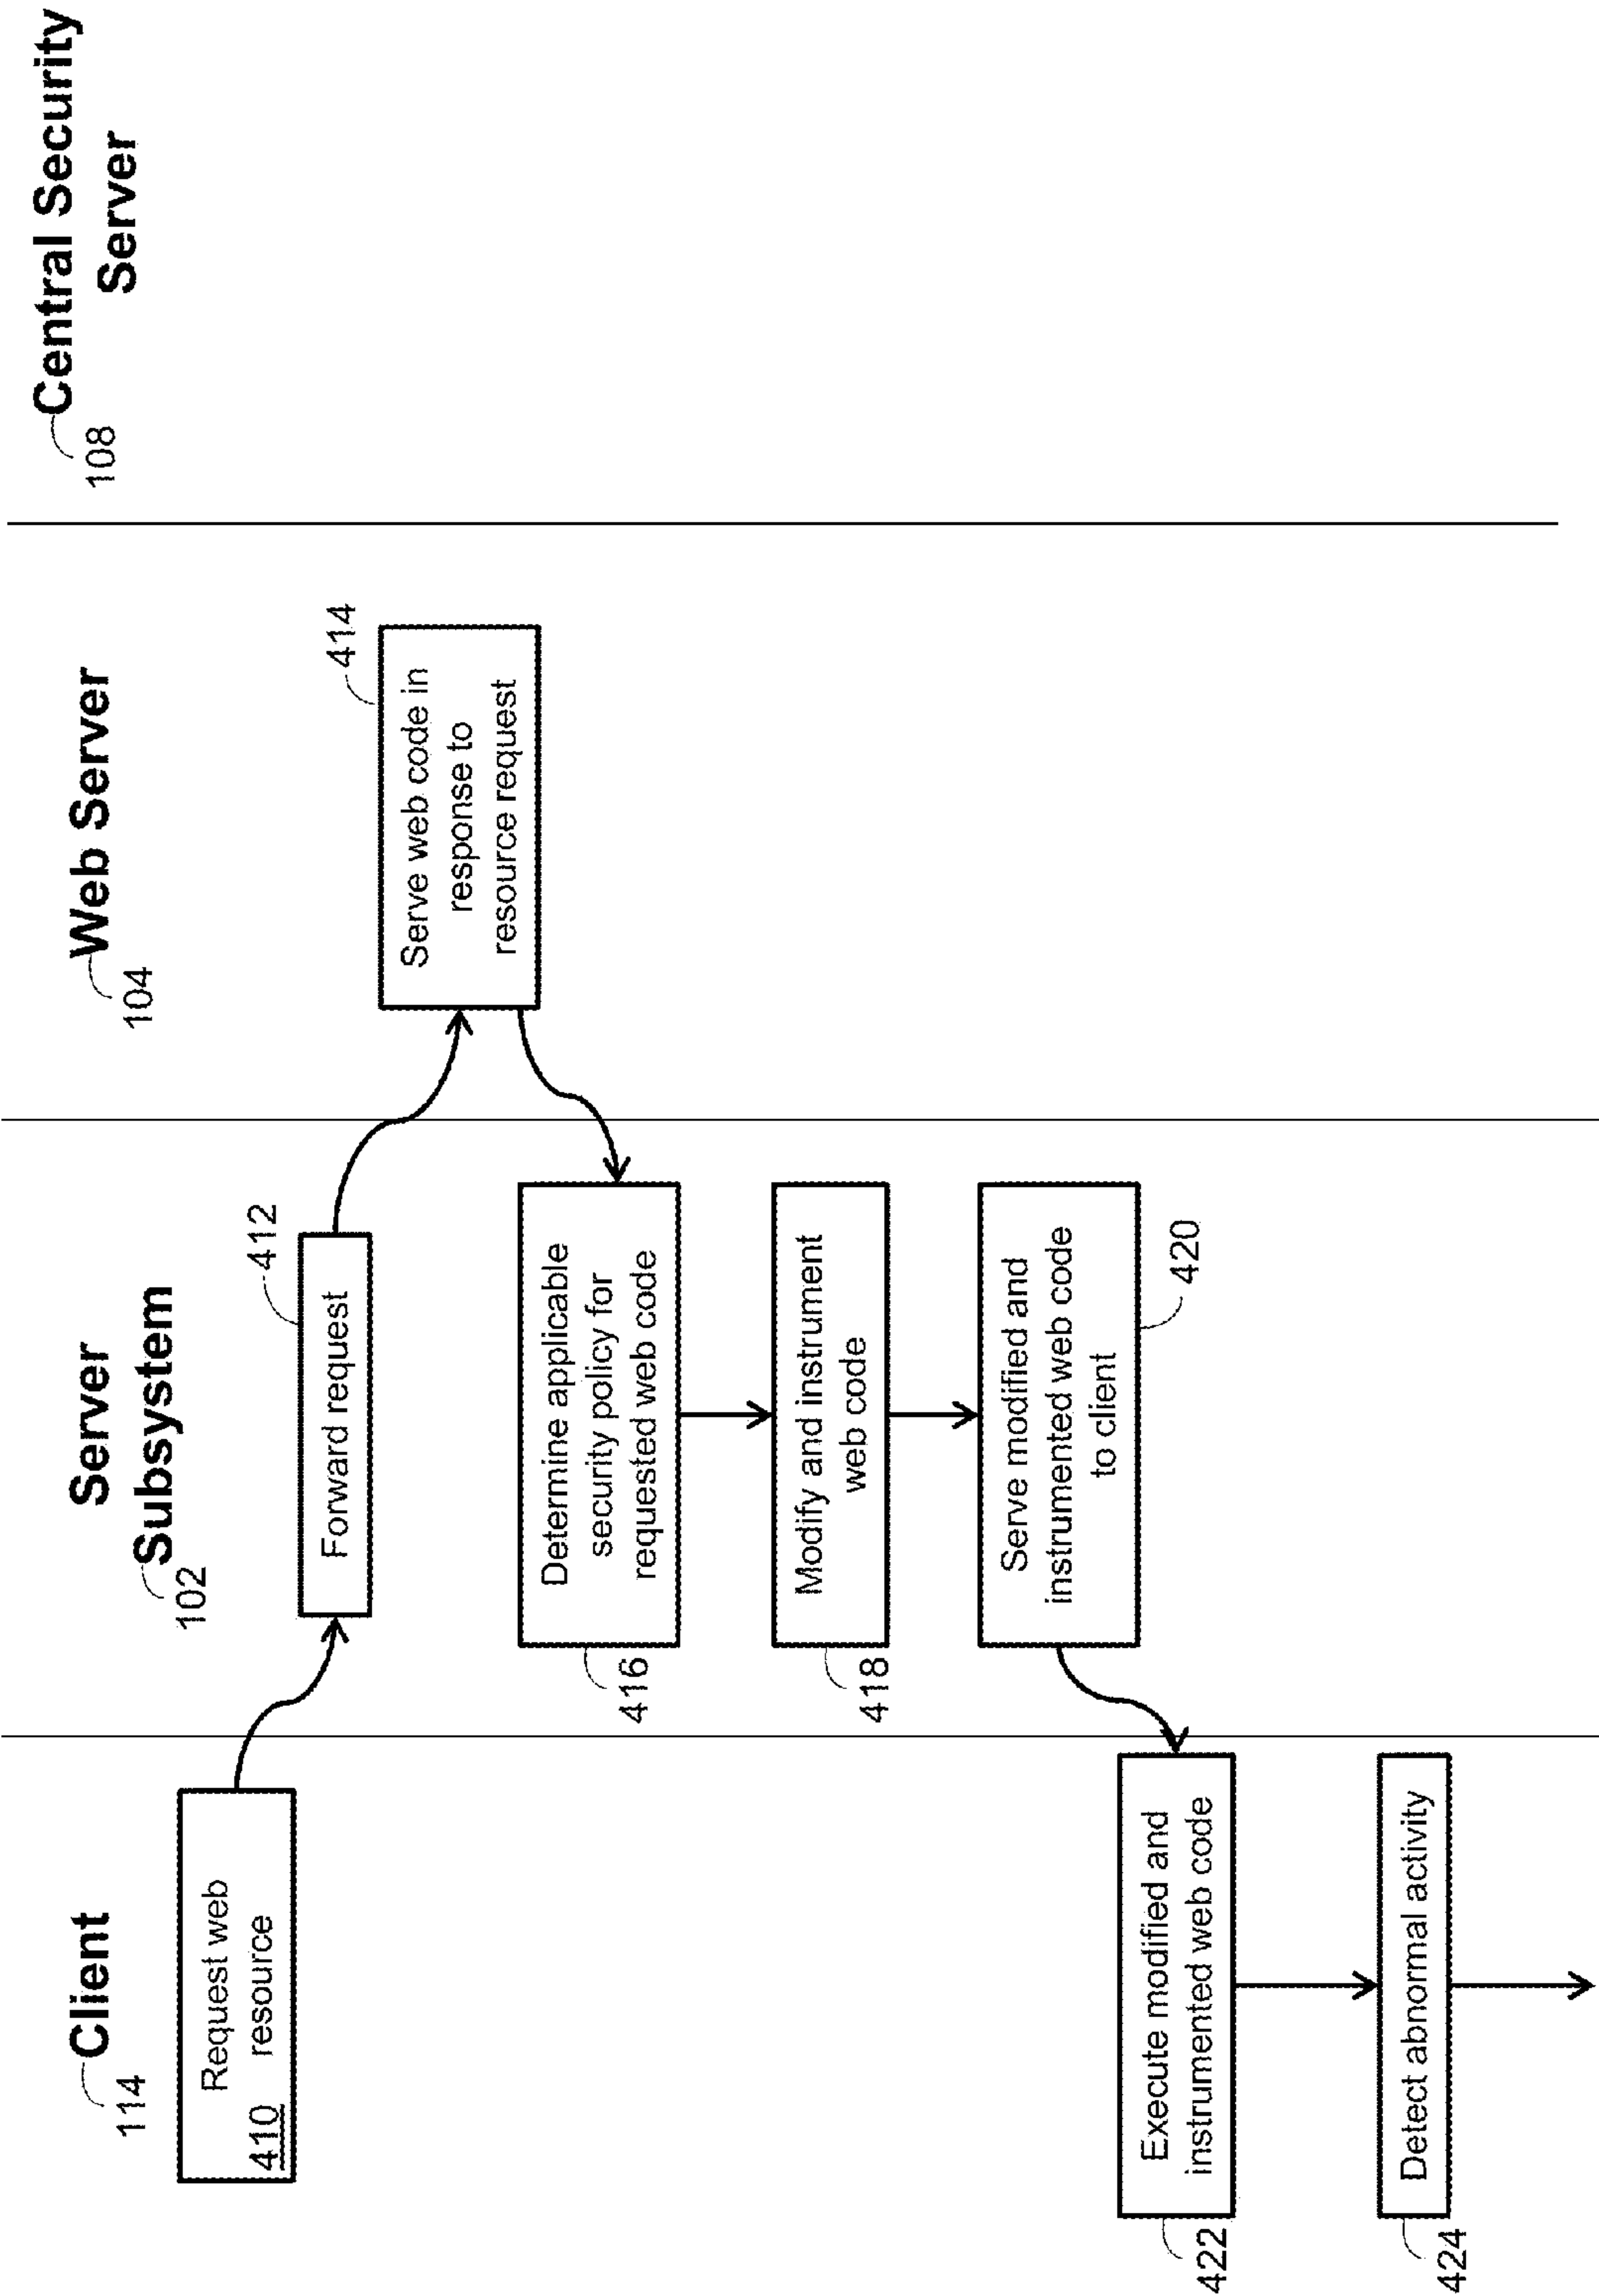 Client
114
Server
Subsystem
102
Web Server
104
Central Security
Server
108
Request web
410 resource
412
Forward request
414
Serve web code in
response to
resource request
Determine applicable
security policy for
requested web code
416
Modify and instrument
web code
418
Serve modified and
instrumented web code
to client
420
Execute modified and
instrumented web code
422
Detect abnormal activity
424